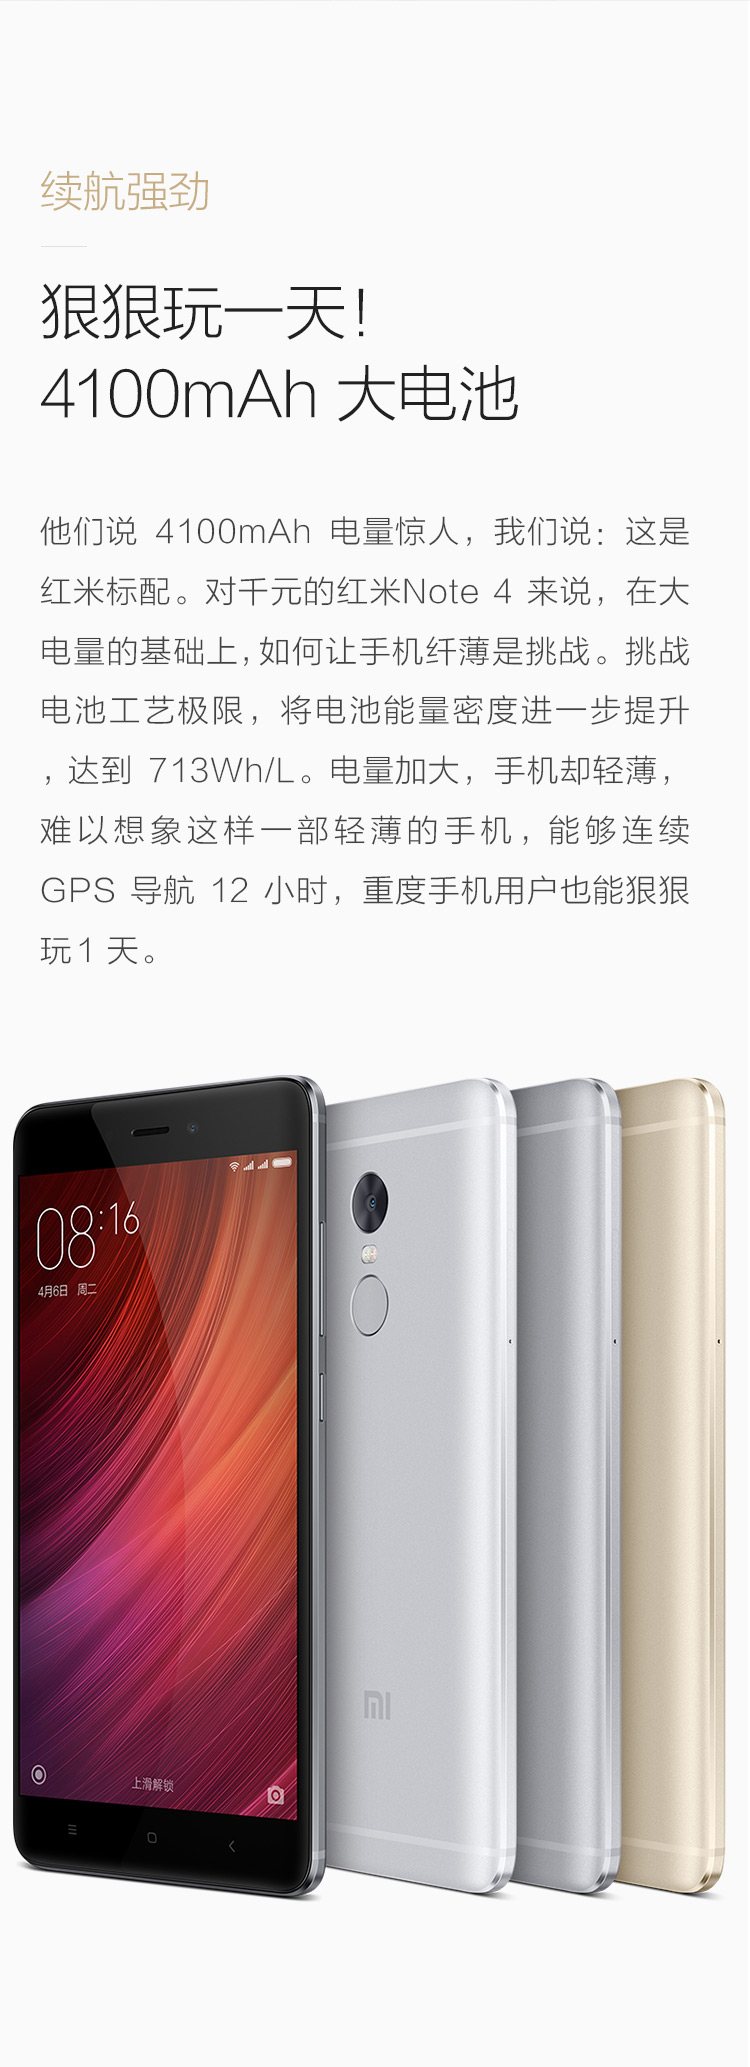 续航强劲
狠狠玩一天！
4100mAh 大电池
他们说 4100mAh 电量惊人，我们说：这是
红米标配。对千元的红米Note 4 来说，在大
电量的基础上，如何让手机纤薄是挑战。挑战
电池工艺极限，将电池能量密度进一步提升
，达到 713Wh/L。电量加大，手机却轻薄，
难以想象这样一部轻薄的手机，能够连续
GPS 导航 12 小时，重度手机用户也能狠狠
玩1 天。
08:16
4月6日 周二
上滑解锁
MI